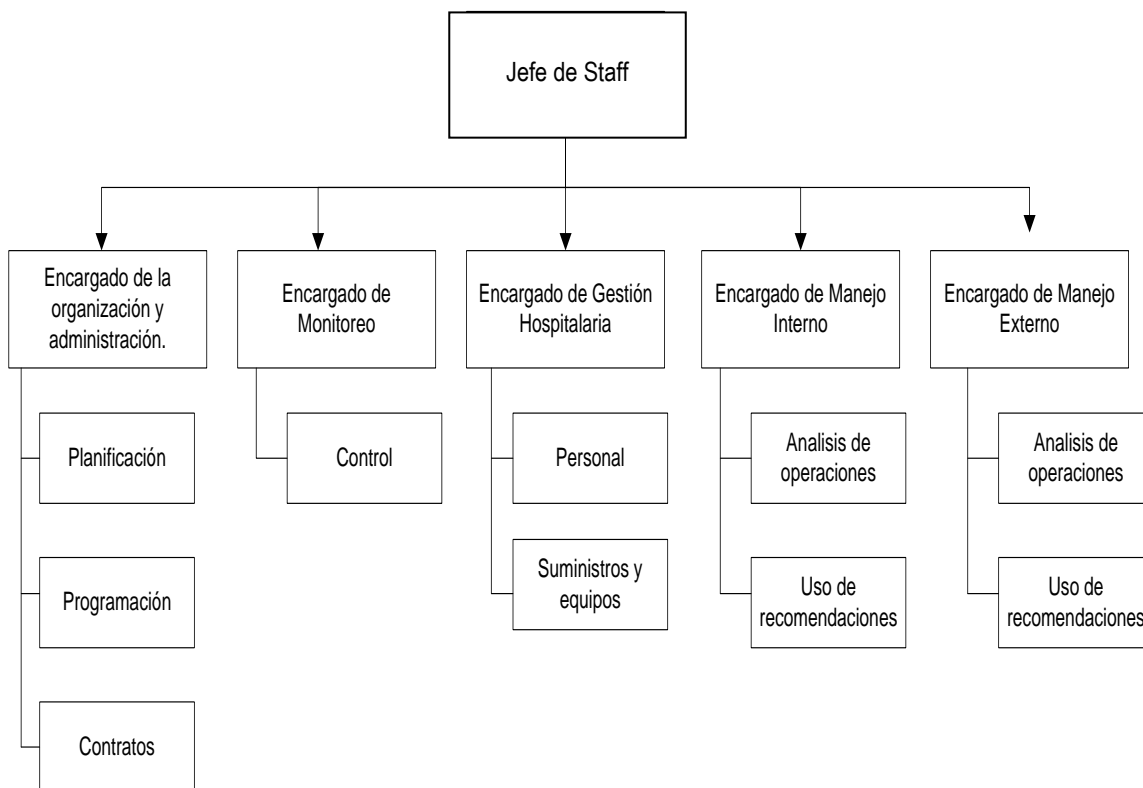 Jefe de Staff
Encargado de la
organización y
administración.
Encargado de
Monitoreo
Encargado de Gestión
Hospitalaria
Encargado de Manejo
Interno
Encargado de Manejo
Externo
Planificación
Control
Personal
Analisis de
operaciones
Analisis de
operaciones
Programación
Suministros y
equipos
Uso de
recomendaciones
Uso de
recomendaciones
Contratos